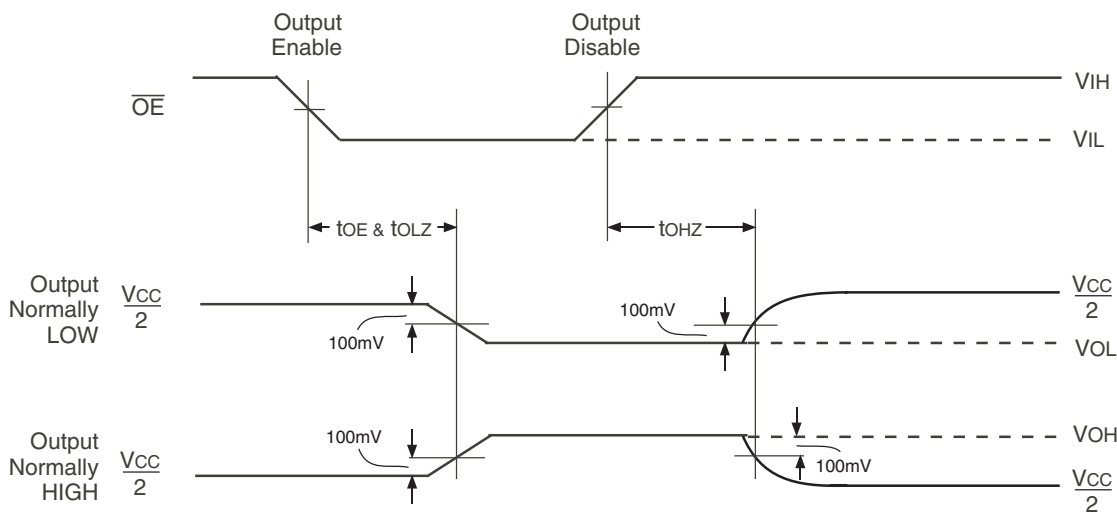 Output
Enable
Output
Disable
OE
VIH
VIL
tOE & tOLZ
tOHZ
Output
Normally
LOW
VCC
2
100mV
100mV
VCC
2
VOL
Output
Normally
HIGH
VCC
2
100mV
VOH
100mV
VCC
2